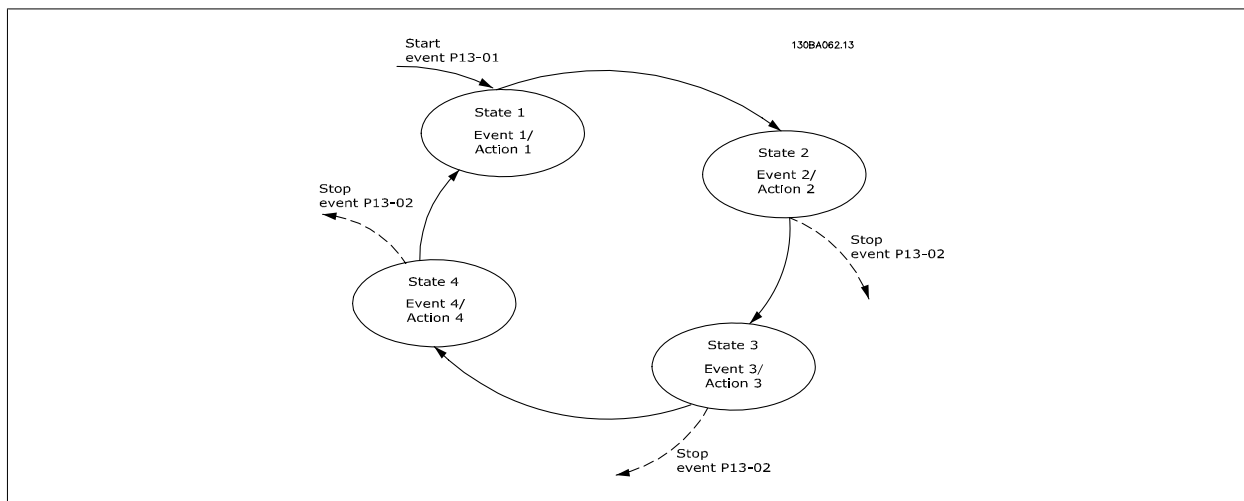 Start
event P13-01
130BA062.13
State 1
Event 1/
Action 1
State 2
Event 2/
Action 2
Stop
event P13-02
Stop
event P13-02
State 4
Event 4/
Action 4
State 3
Event 3/
Action 3
Stop
event P13-02